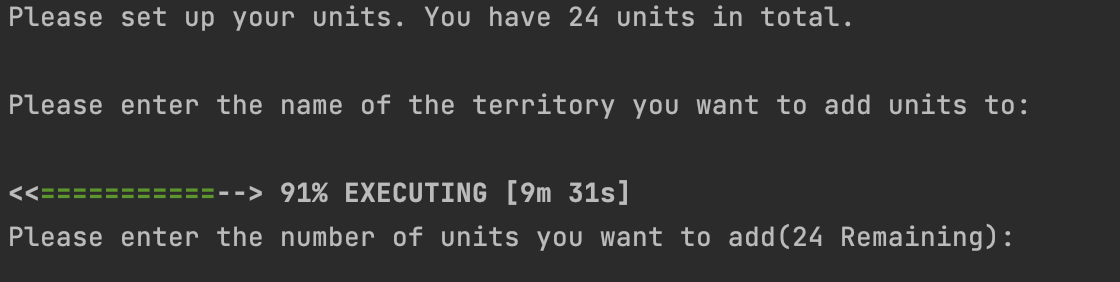 Please set up your units. You have 24 units in total.
Please enter the name of the territory you want to add units to:
<<===========--> 91% EXECUTING [9m 31s]
Please enter the number of units you want to add(24 Remaining):